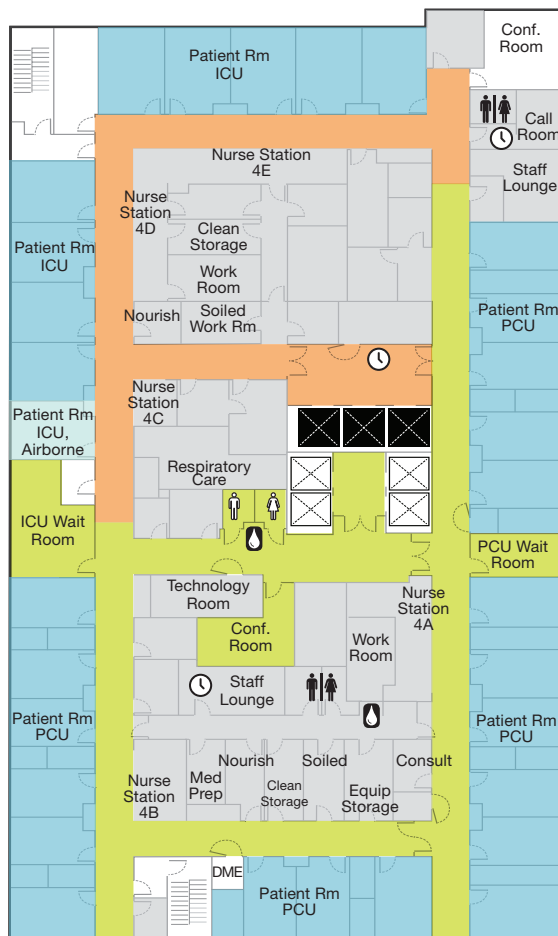 Patient Rm
ICU
Conf.
Room
Call
Room
Staff
Lounge
Nurse Station
4E
Nurse
Station
4D
Clean
Storage
Work
Room
Patient Rm
ICU
Nourish
Soiled
Work Rm
Patient Rm
PCU
Nurse
Station
4C
Patient Rm
ICU,
Airborne
Respiratory
Care
ICU Wait
Room
PCU Wait
Room
Technology
Room
Nurse
Station
4A
Conf.
Room
Work
Room
Staff
Lounge
Patient Rm
PCU
Patient Rm
PCU
Nourish
Soiled
Consult
Nurse
Station
4B
Med
Prep
Clean
Storage
Equip
Storage
DME
Patient Rm
PCU